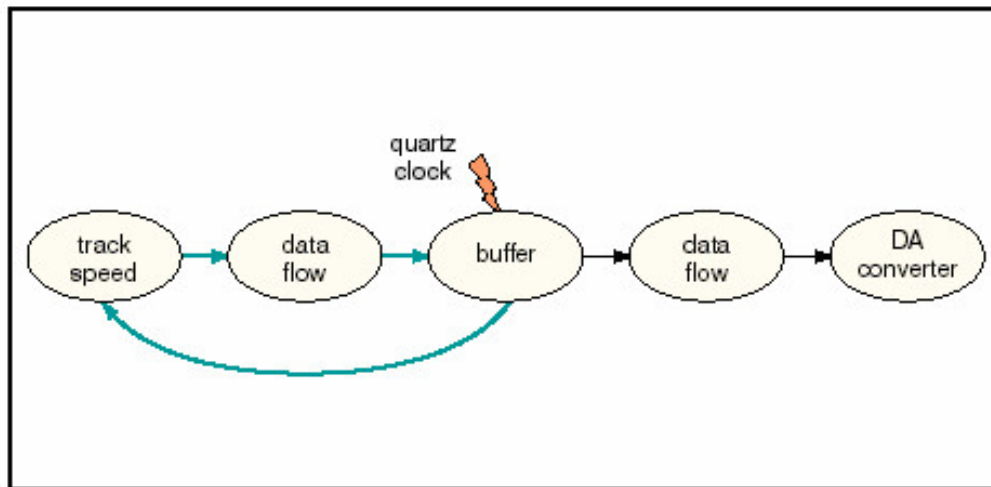 quartz
clock
track
speed
data
flow
buffer
data
flow
DA
converter